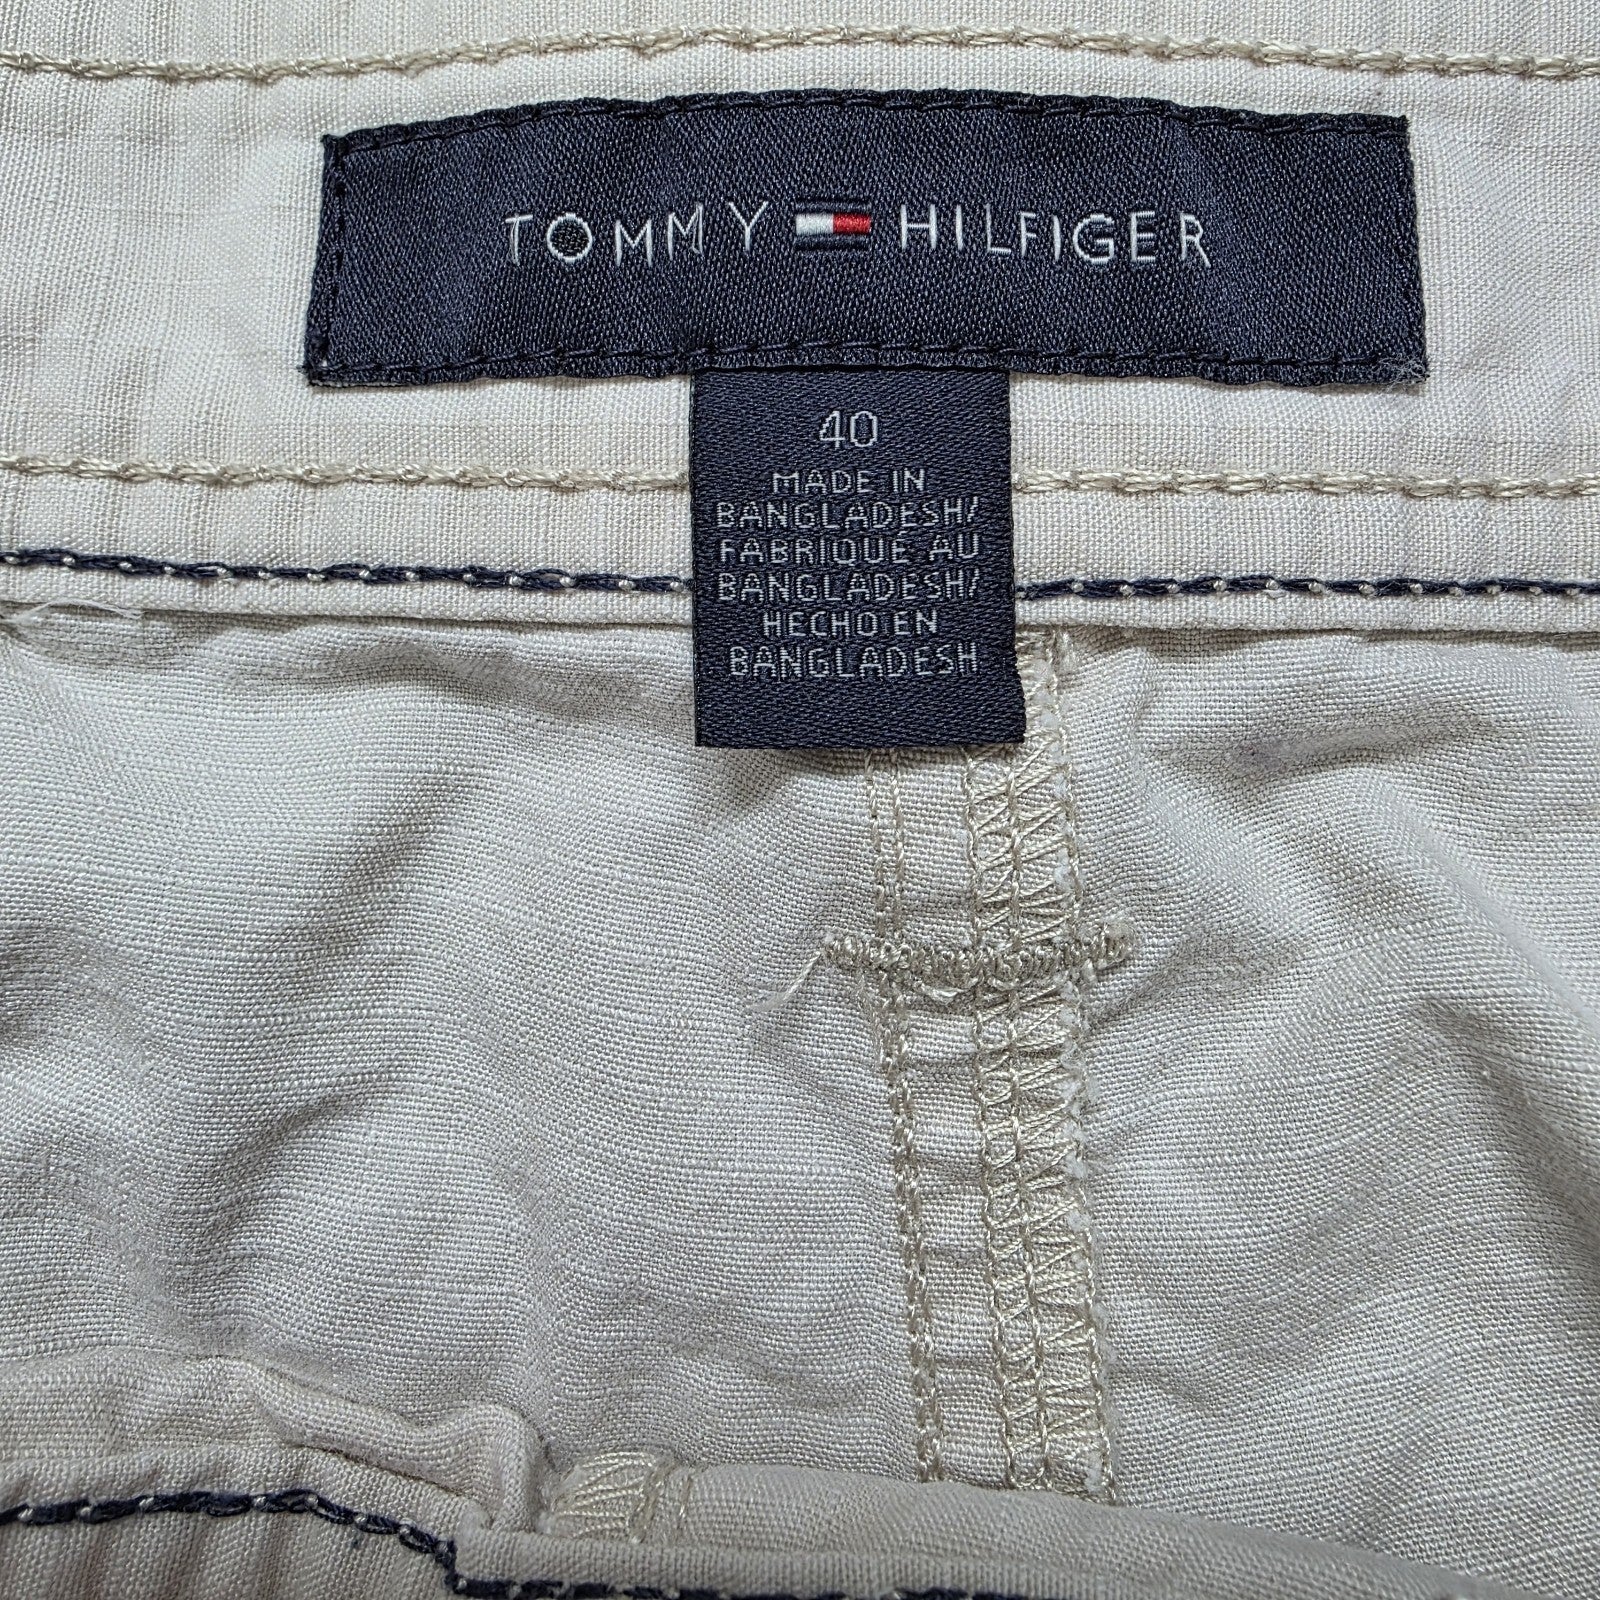 TOMMY HILFIGER
40
MADE IN
BANGLADESH/
FABRIQUÉ AU
BANGLADESH/
HECHO EN
BANGLADESH